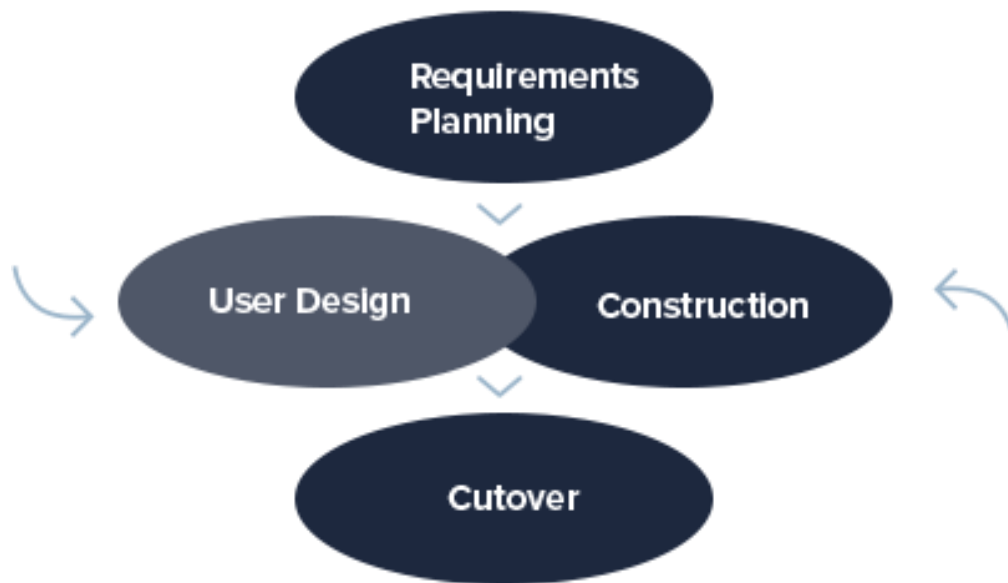 Requirements
Planning
User Design
Construction
Cutover